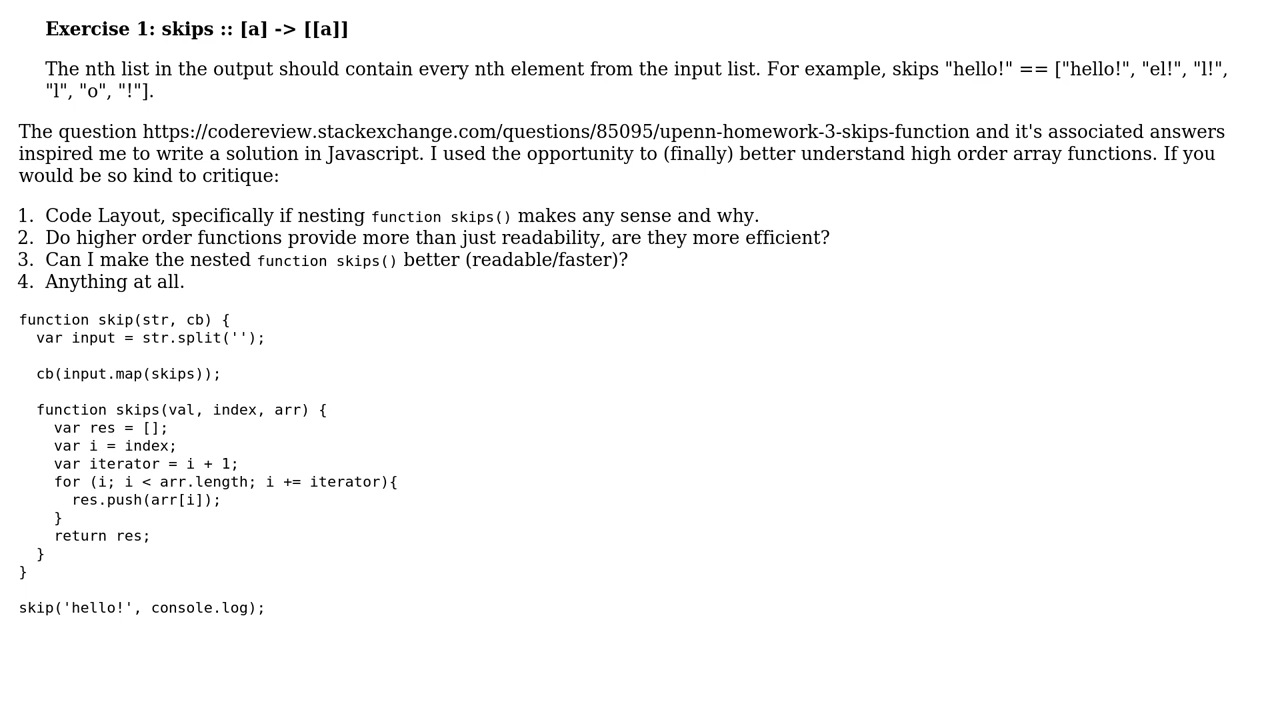 Exercise 1: skips :: [a] -> [[a]]
The nth list in the output should contain every nth element from the input list. For example, skips "hello!" == ["hello!", "el!", "l!",
"l", "o", "!"].
The question https://codereview.stackexchange.com/questions/85095/upenn-homework-3-skips-function and it's associated answers
inspired me to write a solution in Javascript. I used the opportunity to (finally) better understand high order array functions. If you
would be so kind to critique:
1. Code Layout, specifically if nesting function skips() makes any sense and why.
2. Do higher order functions provide more than just readability, are they more efficient?
3. Can I make the nested function skips() better (readable/faster)?
4. Anything at all.
function skip(str, cb) {
  var input = str.split('');
  cb(input.map(skips));
  function skips(val, index, arr) {
    var res = [];
    var i = index;
    var iterator = i + 1;
    for (i; i < arr.length; i += iterator){
      res.push(arr[i]);
    }
    return res;
  }
}
skip('hello!', console.log);